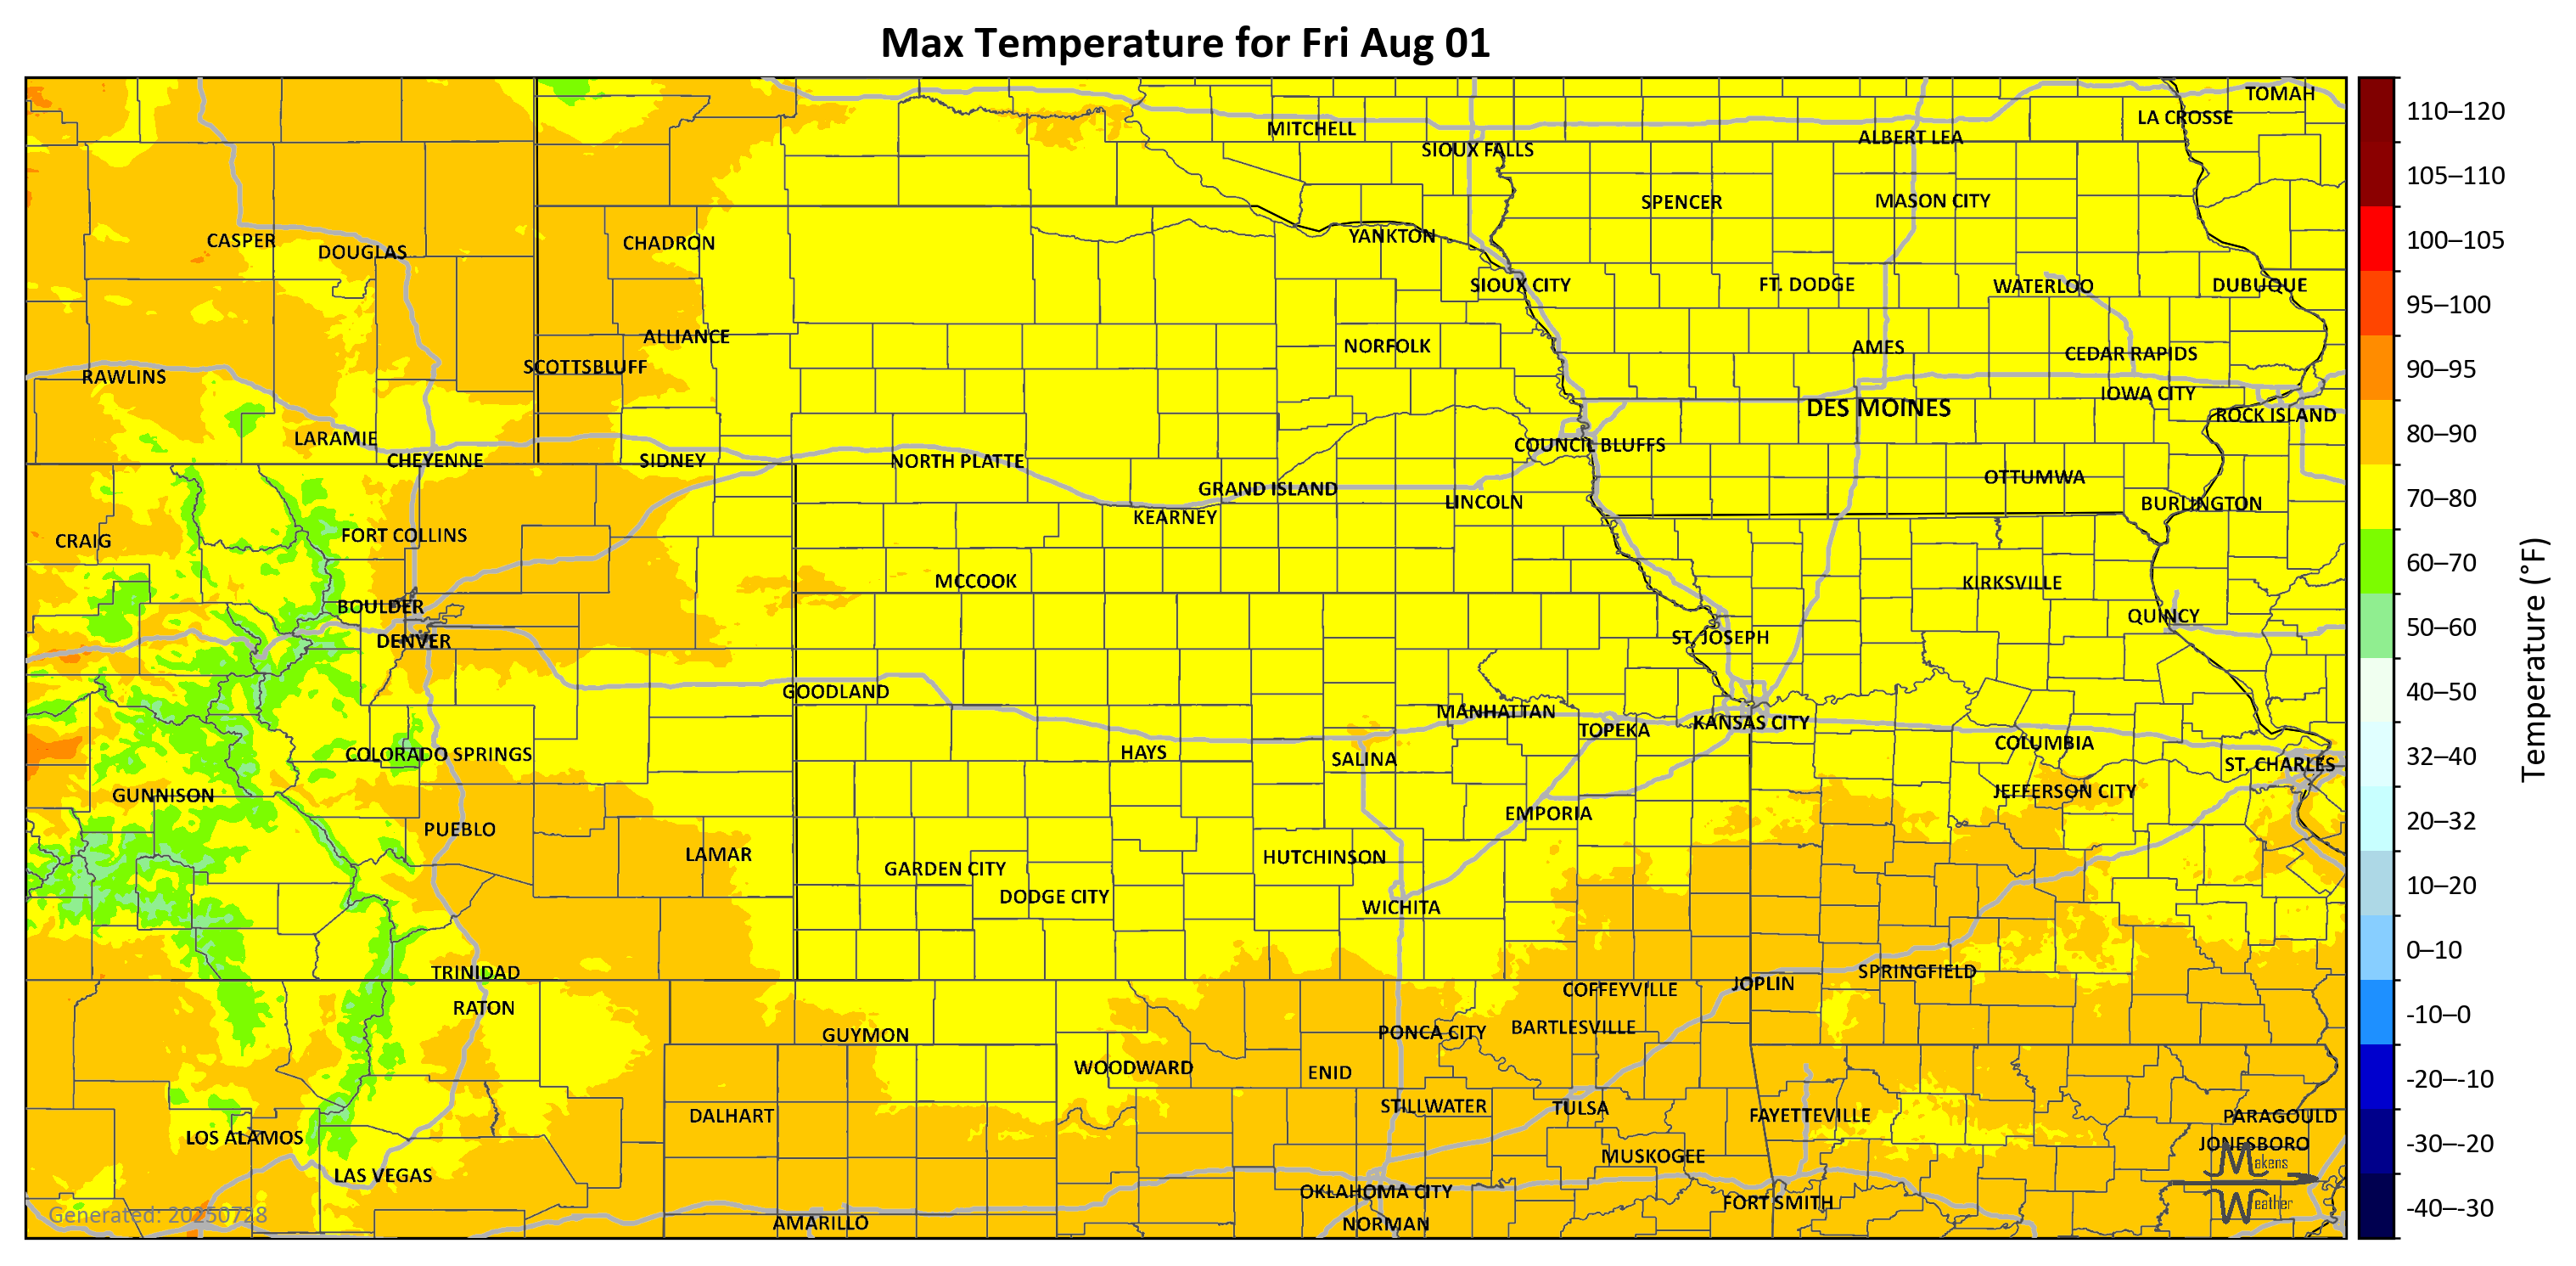 Max Temperature for Fri Aug 01
TOMAH
LA CROSSE
MITCHELL
ALBERT LEA
SIOUX FALLS
SPENCER
MASON CITY
CASPER
DOUGLAS
CHADRON
YANKTON
SIOUX CITY
FT. DODGE
WATERLOO
DUBUQUE
ALLIANCE
NORFOLK
AMES
CEDAR RAPIDS
SCOTTSBLUFF
RAWLINS
IOWA CITY
DES MOINES
ROCK ISLAND
LARAMIE
COUNCIL BLUFFS
CHEYENNE
SIDNEY
NORTH PLATTE
OTTUMWA
GRAND ISLAND
LINCOLN
BURLINGTON
KEARNEY
FORT COLLINS
CRAIG
MCCOOK
KIRKSVILLE
BOULDER
QUINCY
DENVER
ST. JOSEPH
GOODLAND
MANHATTAN
KANSAS CITY
TOPEKA
COLUMBIA
COLORADO SPRINGS
HAYS
SALINA
ST. CHARLES
GUNNISON
JEFFERSON CITY
EMPORIA
PUEBLO
LAMAR
HUTCHINSON
GARDEN CITY
DODGE CITY
WICHITA
TRINIDAD
SPRINGFIELD
JOPLIN
COFFEYVILLE
RATON
BARTLESVILLE
PONCA CITY
GUYMON
WOODWARD
ENID
STILLWATER
TULSA
DALHART
FAYETTEVILLE
PARAGOULD
LOS ALAMOS
JONESBORO
MUSKOGEE
LAS VEGAS
OKLAHOMA CITY
FORT SMITH
AMARILLO
NORMAN
Generated: 20250728
Makens
Weather
110–120
105–110
100–105
95–100
90–95
80–90
70–80
60–70
50–60
40–50
32–40
20–32
10–20
0–10
-10–0
-20–-10
-30–-20
-40–-30
Temperature (°F)